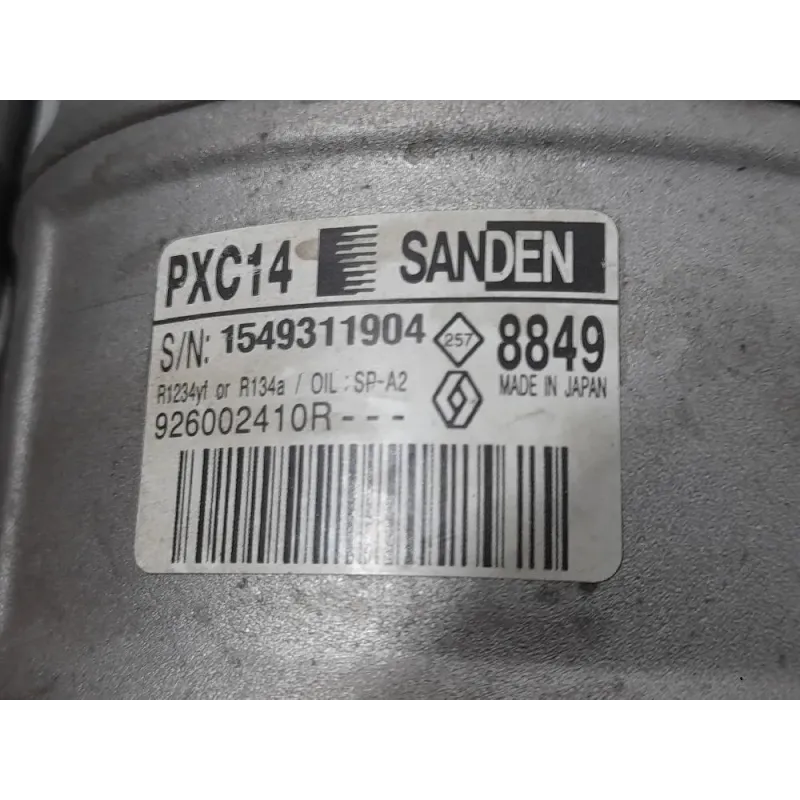 PXC14 SANDEN
S/N: 1549311904 257 8849
R1234yf or R134a / OIL : SP-A2 MADE IN JAPAN
926002410R---